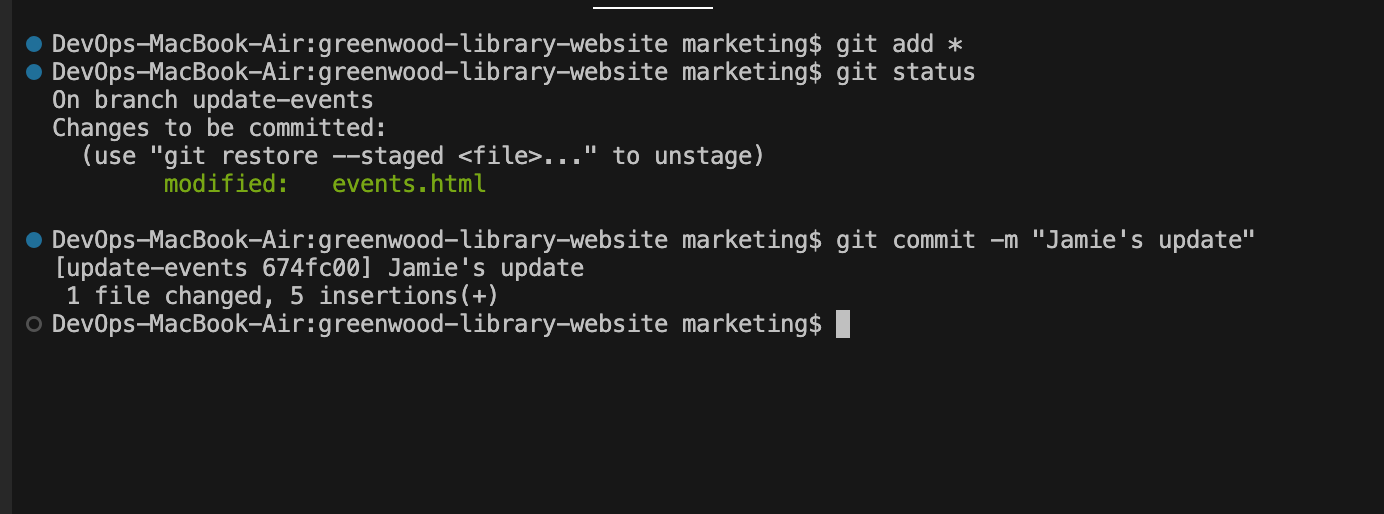 DevOps-MacBook-Air:greenwood-library-website marketing$ git add *
DevOps-MacBook-Air:greenwood-library-website marketing$ git status
On branch update-events
Changes to be committed:
  (use "git restore --staged <file>..." to unstage)
        modified:   events.html

DevOps-MacBook-Air:greenwood-library-website marketing$ git commit -m "Jamie's update"
[update-events 674fc00] Jamie's update
 1 file changed, 5 insertions(+)
DevOps-MacBook-Air:greenwood-library-website marketing$